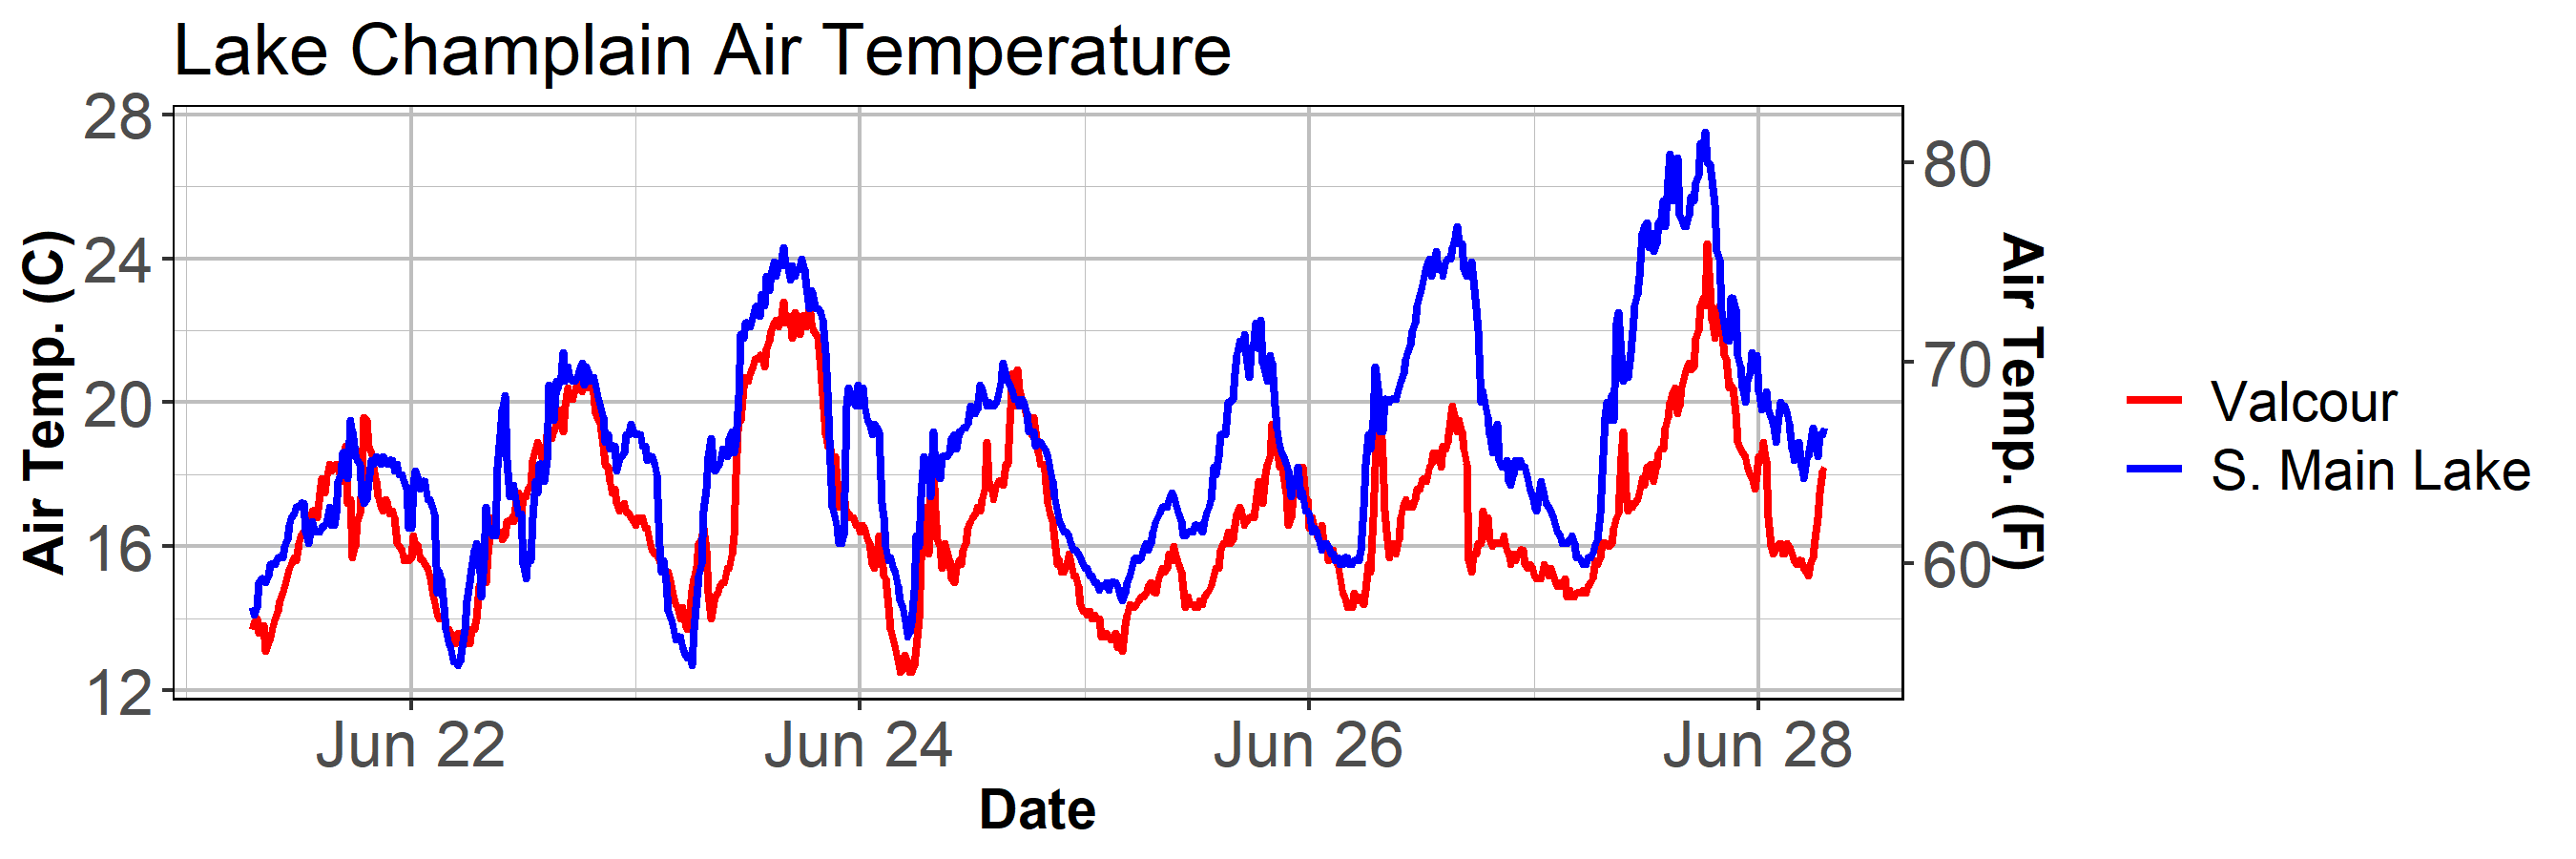 Lake Champlain Air Temperature
28
24
20
16
12
Air Temp. (C)
80
70
60
Air Temp. (F)
Jun 22
Jun 24
Jun 26
Jun 28
Date
Valcour
S. Main Lake